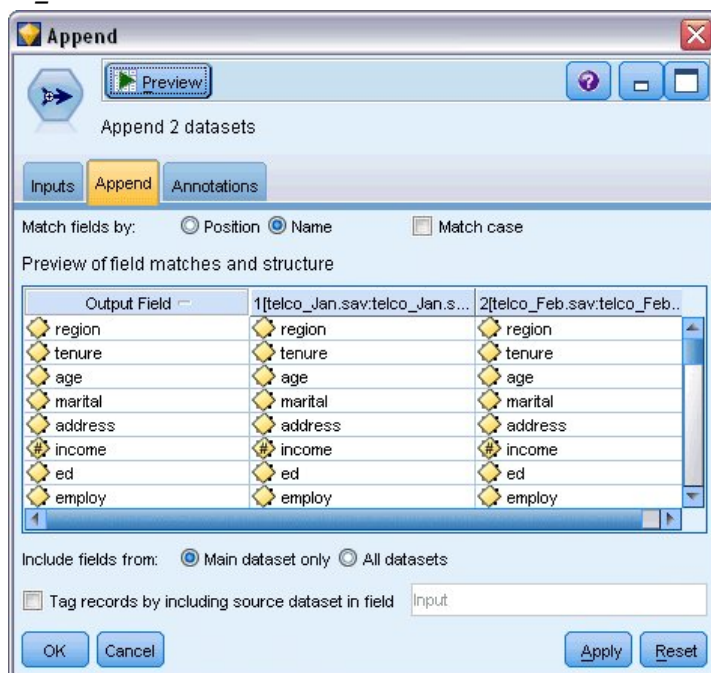 Append
Preview
Append 2 datasets
Inputs Append Annotations
Match fields by: Position Name Match case
Preview of field matches and structure
Output Field 1[telco_Jan.sav:telco_Jan.s... 2[telco_Feb.sav:telco_Feb..
region region region
tenure tenure tenure
age age age
marital marital marital
address address address
# income # income # income
ed ed ed
employ employ employ
Include fields from: Main dataset only All datasets
Tag records by including source dataset in field Input
OK Cancel Apply Reset